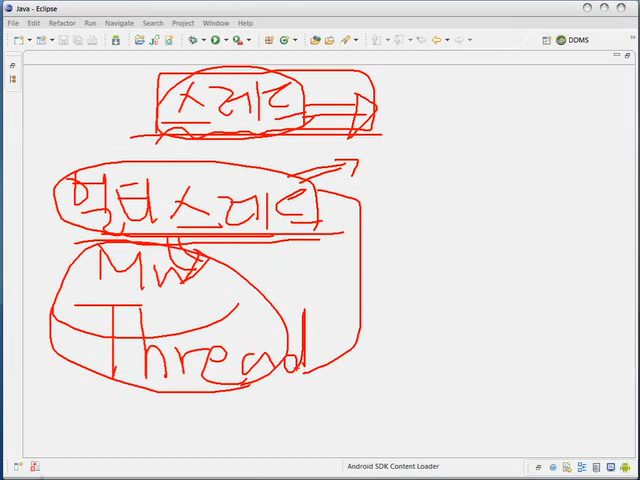 Java - Eclipse
File Edit Refactor Run Navigate Search Project Window Help
DDMS
스레드
멀티스레드
Thread
Android SDK Content Loader